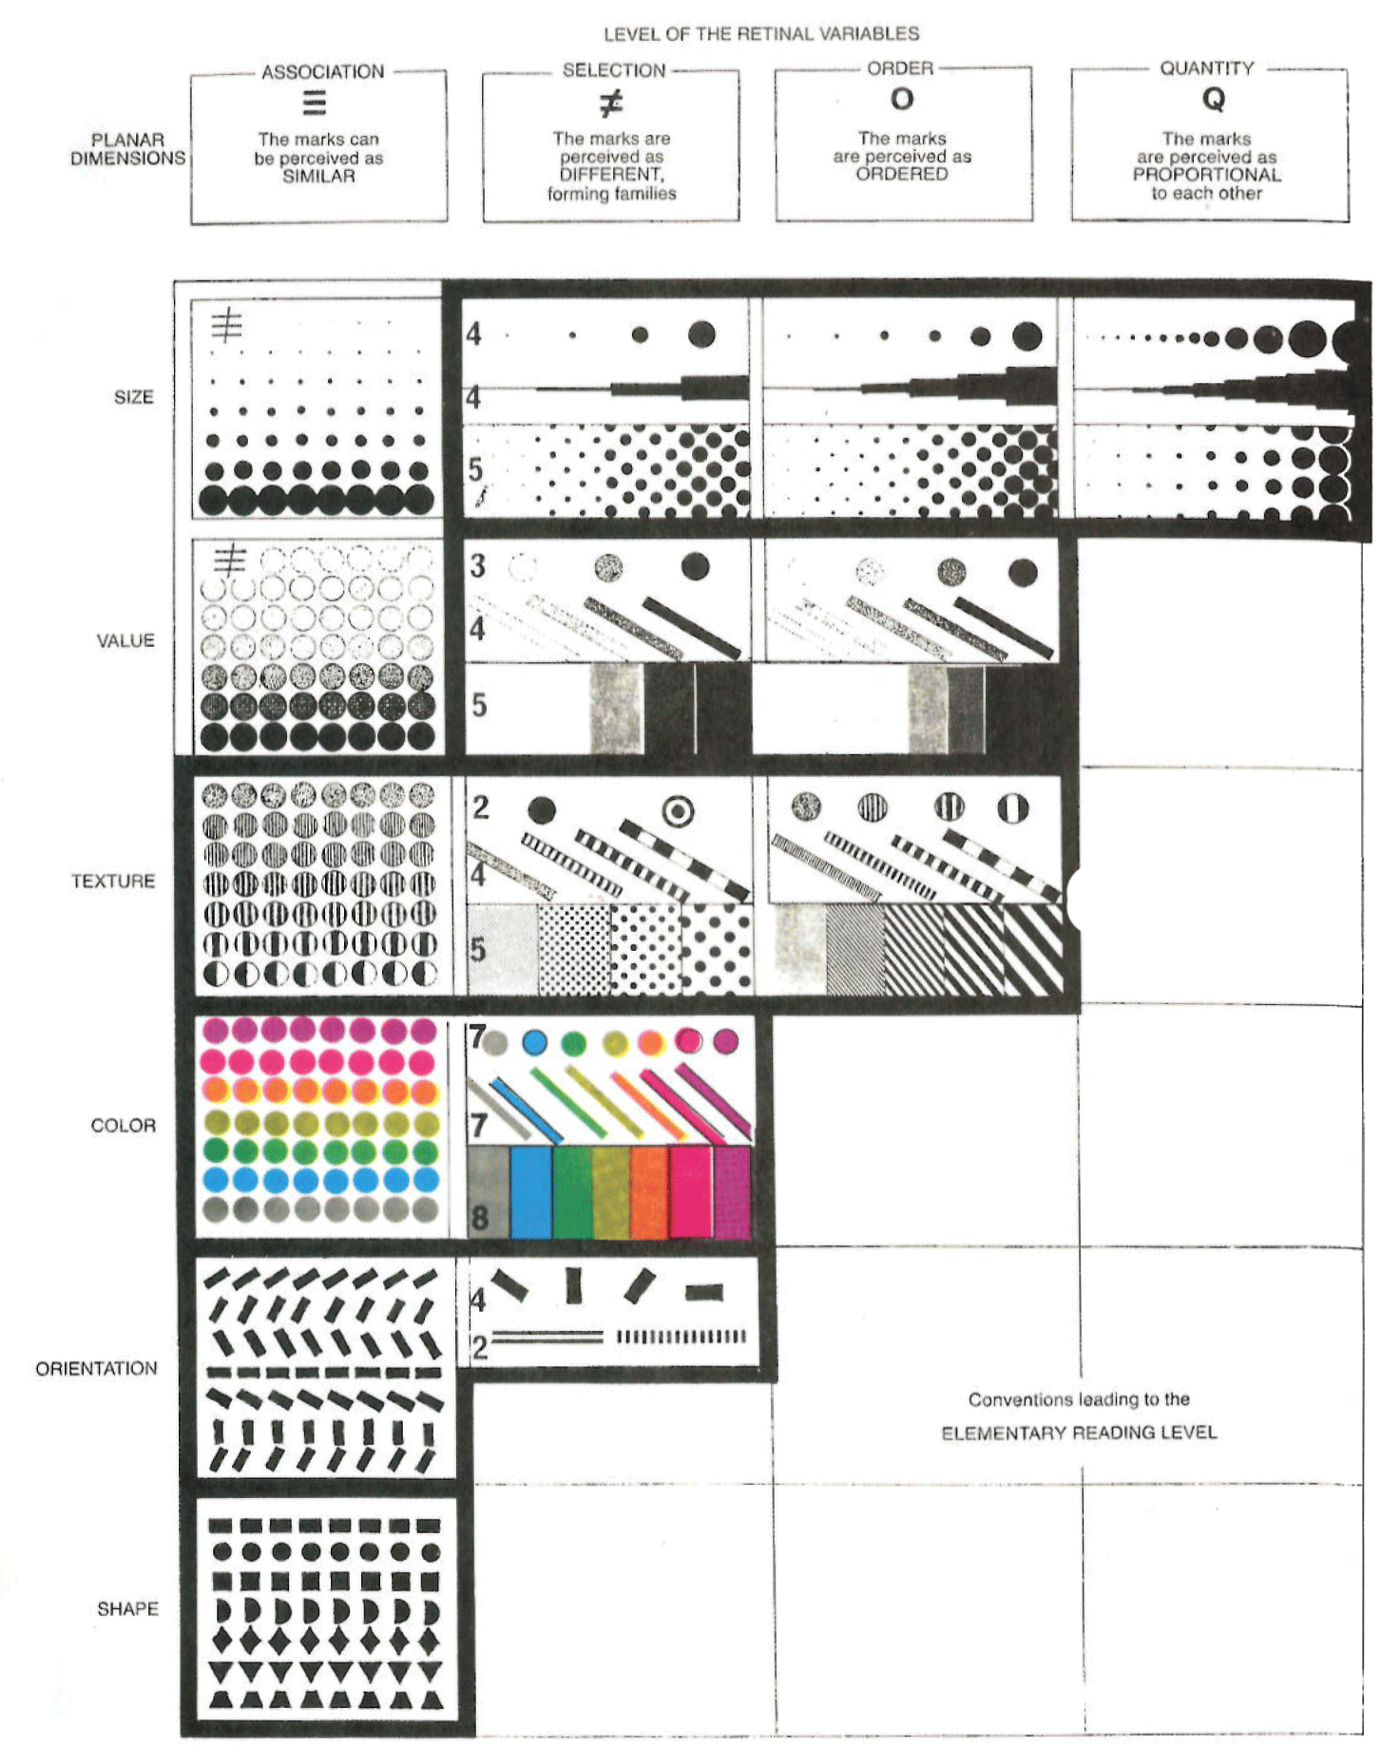 LEVEL OF THE RETINAL VARIABLES
ASSOCIATION
≡
The marks can
be perceived as
SIMILAR
SELECTION
≠
The marks are
perceived as
DIFFERENT,
forming families
ORDER
O
The marks
are perceived as
ORDERED
QUANTITY
Q
The marks
are perceived as
PROPORTIONAL
to each other
PLANAR
DIMENSIONS
SIZE
≢
4
4
5
VALUE
≢
3
4
5
TEXTURE
2
4
5
COLOR
7
7
8
ORIENTATION
4
2
Conventions leading to the
ELEMENTARY READING LEVEL
SHAPE